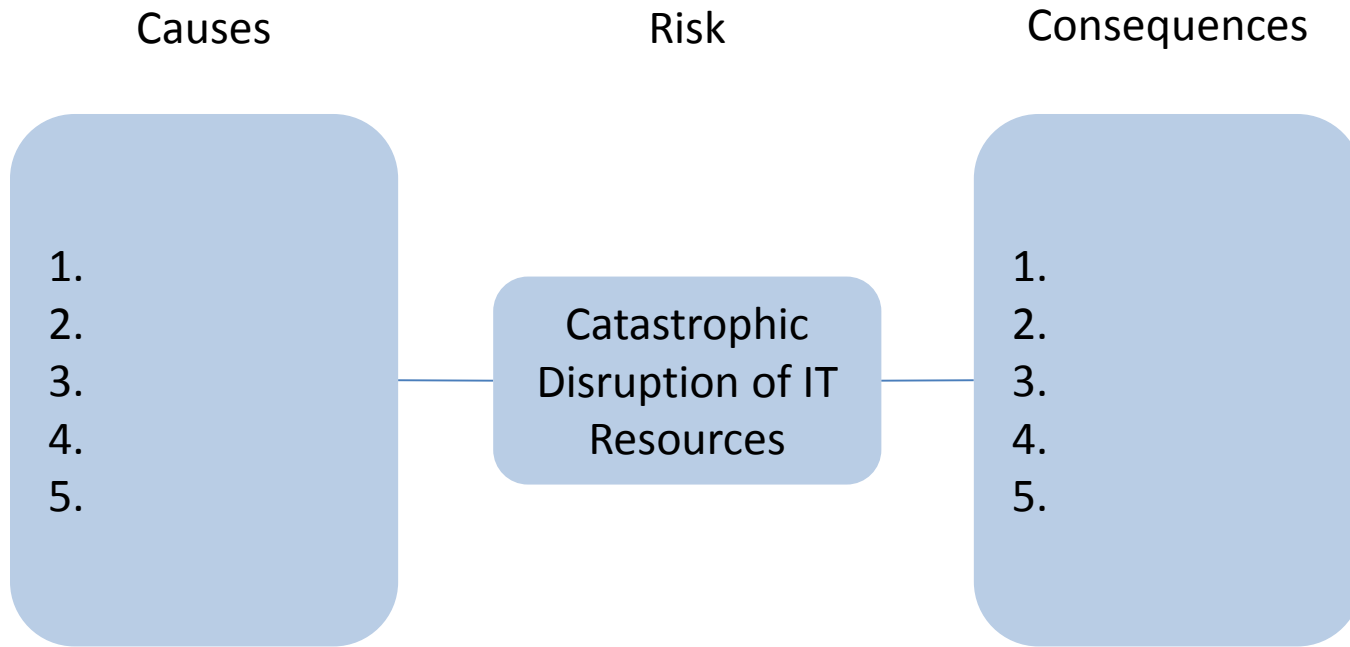 Causes
Risk
Consequences
1.
2.
3.
4.
5.
Catastrophic
Disruption of IT
Resources
1.
2.
3.
4.
5.